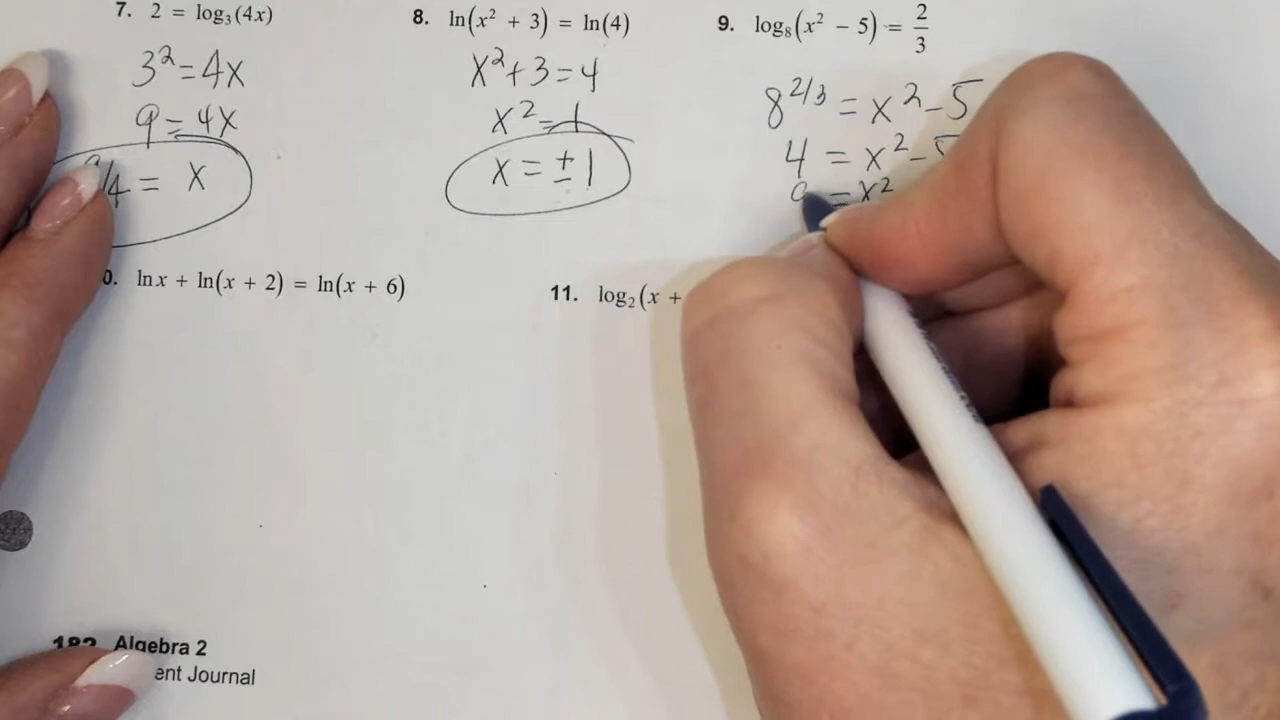 7. 2 = log₃(4x)
3² = 4x
9 = 4x
/4 = x
8. ln(x² + 3) = ln(4)
x² + 3 = 4
x² = 1
x = ± 1
9. log₈(x² − 5) = 2/3
8^2/3 = x² − 5
4 = x² − 5
= x²
0. ln x + ln(x + 2) = ln(x + 6)
11. log₂(x +
182 Algebra 2
ent Journal